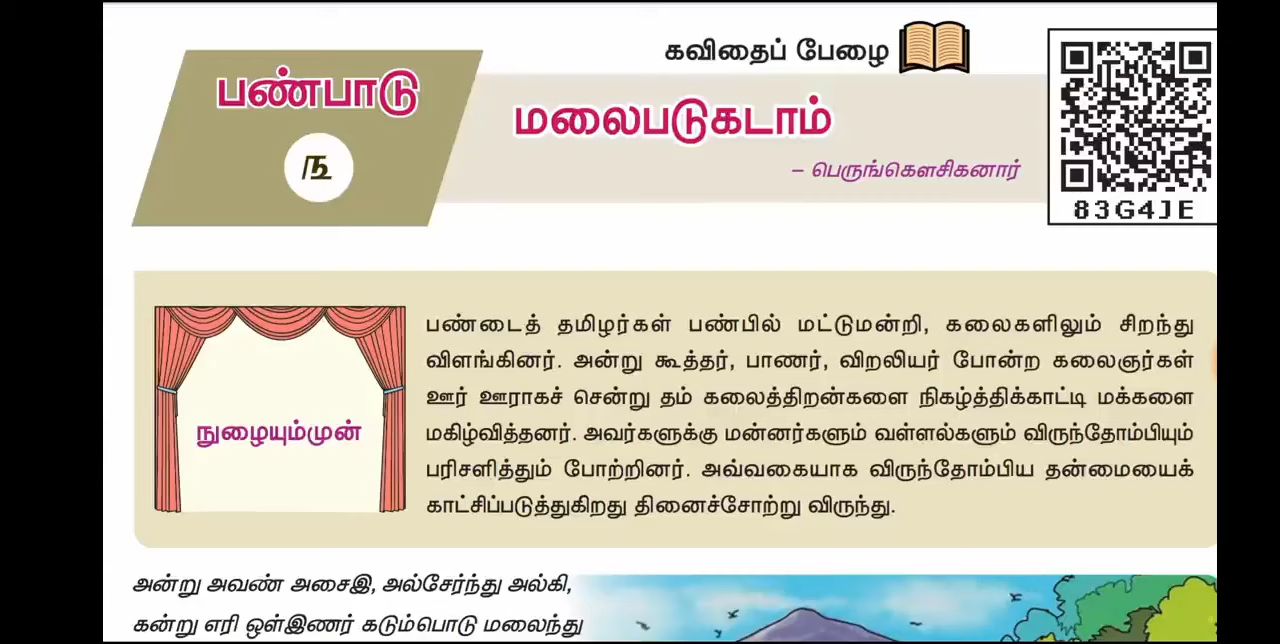 கவிதைப் பேழை
பண்பாடு
௩
மலைபடுகடாம்
– பெருங்கௌசிகனார்
83G4JE
நுழையும்முன்
பண்டைத் தமிழர்கள் பண்பில் மட்டுமன்றி, கலைகளிலும் சிறந்து
விளங்கினர். அன்று கூத்தர், பாணர், விறலியர் போன்ற கலைஞர்கள்
ஊர் ஊராகச் சென்று தம் கலைத்திறன்களை நிகழ்த்திக்காட்டி மக்களை
மகிழ்வித்தனர். அவர்களுக்கு மன்னர்களும் வள்ளல்களும் விருந்தோம்பியும்
பரிசளித்தும் போற்றினர். அவ்வகையாக விருந்தோம்பிய தன்மையைக்
காட்சிப்படுத்துகிறது தினைச்சோற்று விருந்து.
அன்று அவண் அசைஇ, அல்சேர்ந்து அல்கி,
கன்று எரி ஒள்இணர் கடும்பொடு மலைந்து